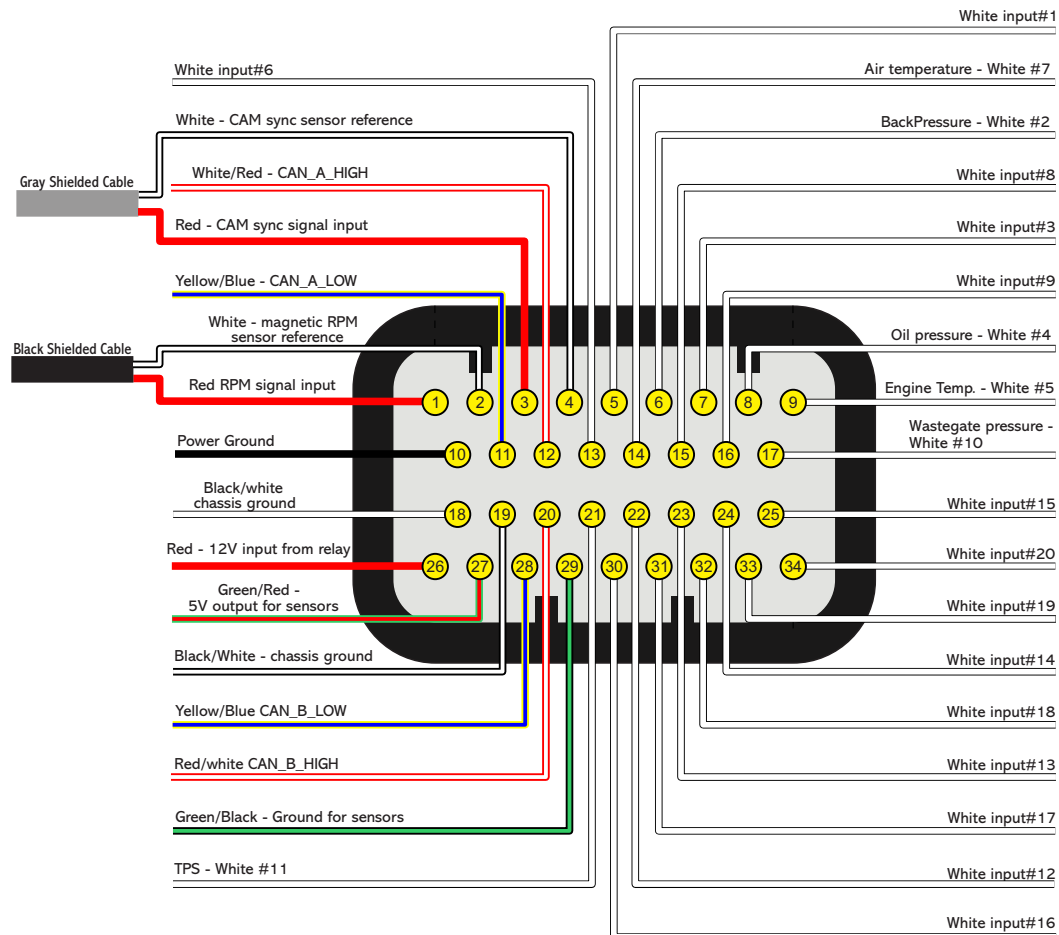 White input#1
White input#6
Air temperature - White #7
White - CAM sync sensor reference
BackPressure - White #2
White/Red - CAN_A_HIGH
White input#8
Gray Shielded Cable
Red - CAM sync signal input
White input#3
Yellow/Blue - CAN_A_LOW
White input#9
White - magnetic RPM
sensor reference
Oil pressure - White #4
Black Shielded Cable
Red RPM signal input
Engine Temp. - White #5
1 2 3 4 5 6 7 8 9
Power Ground
Wastegate pressure -
White #10
10 11 12 13 14 15 16 17
Black/white
chassis ground
White input#15
18 19 20 21 22 23 24 25
Red - 12V input from relay
White input#20
26 27 28 29 30 31 32 33 34
Green/Red -
5V output for sensors
White input#19
Black/White - chassis ground
White input#14
Yellow/Blue CAN_B_LOW
White input#18
Red/white CAN_B_HIGH
White input#13
Green/Black - Ground for sensors
White input#17
TPS - White #11
White input#12
White input#16